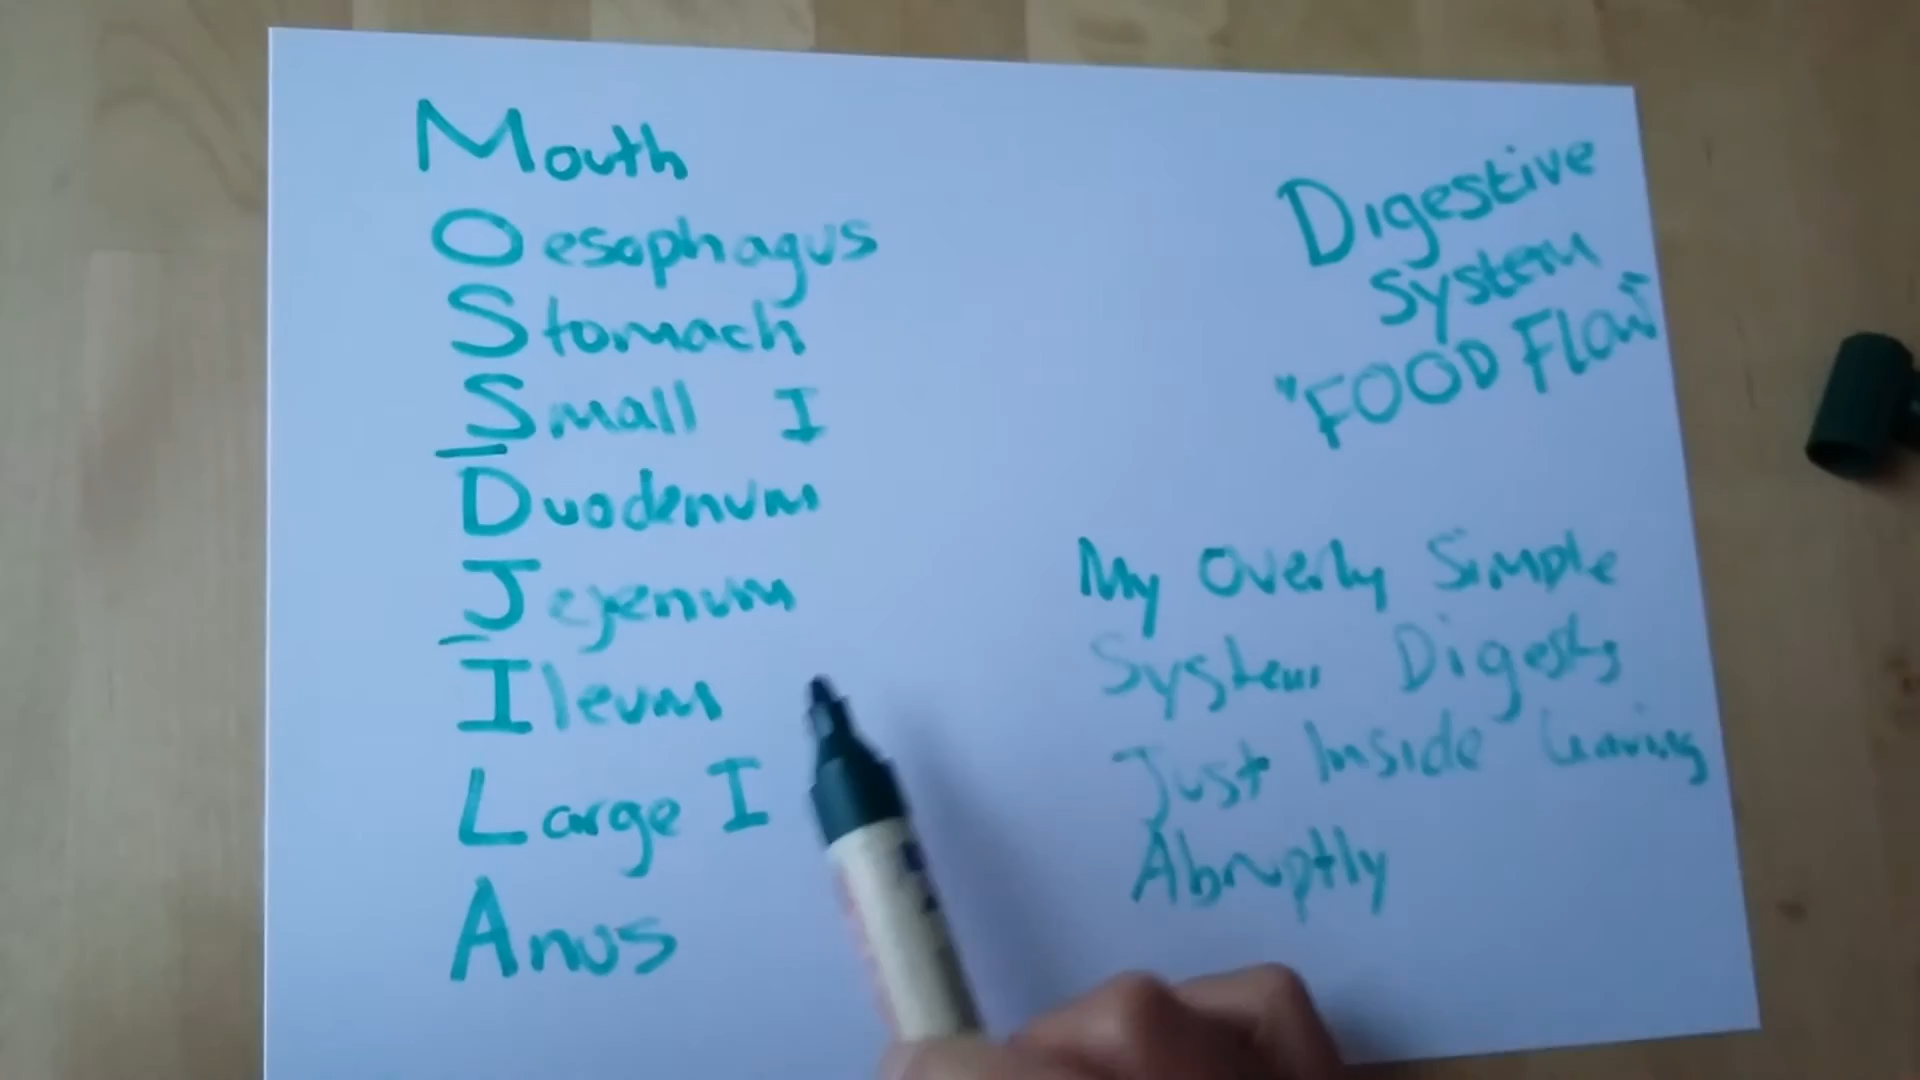 Mouth
Oesophagus
Stomach
Small I
Duodenum
Jejenum
Ileum
Large I
Anus
Digestive
System
"FOOD FLOW"
My Overly Simple
System Digests
Just Inside Leaving
Abruptly